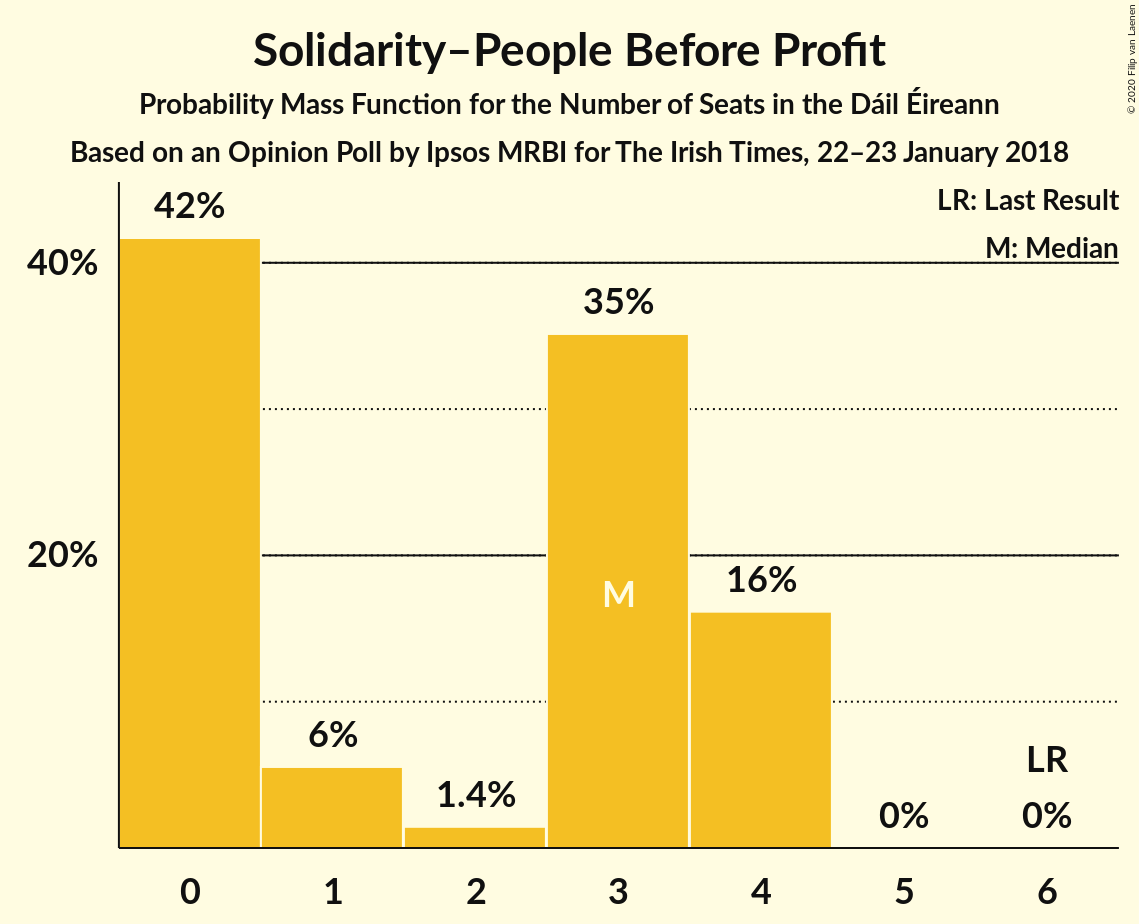 © 2020 Filip van Laenen
Solidarity–People Before Profit
Probability Mass Function for the Number of Seats in the Dáil Éireann
Based on an Opinion Poll by Ipsos MRBI for The Irish Times, 22–23 January 2018
LR: Last Result
M: Median
42%
40%
35%
20%
16%
M
6%
1.4%
LR
0%
0%
0 1 2 3 4 5 6